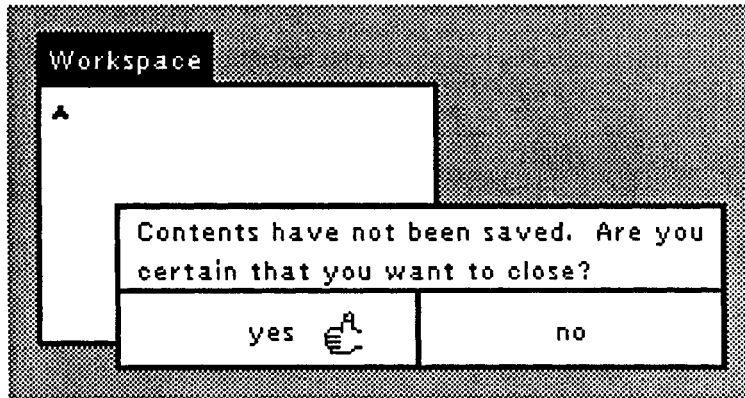 Workspace
Contents have not been saved. Are you
certain that you want to close?
yes
no